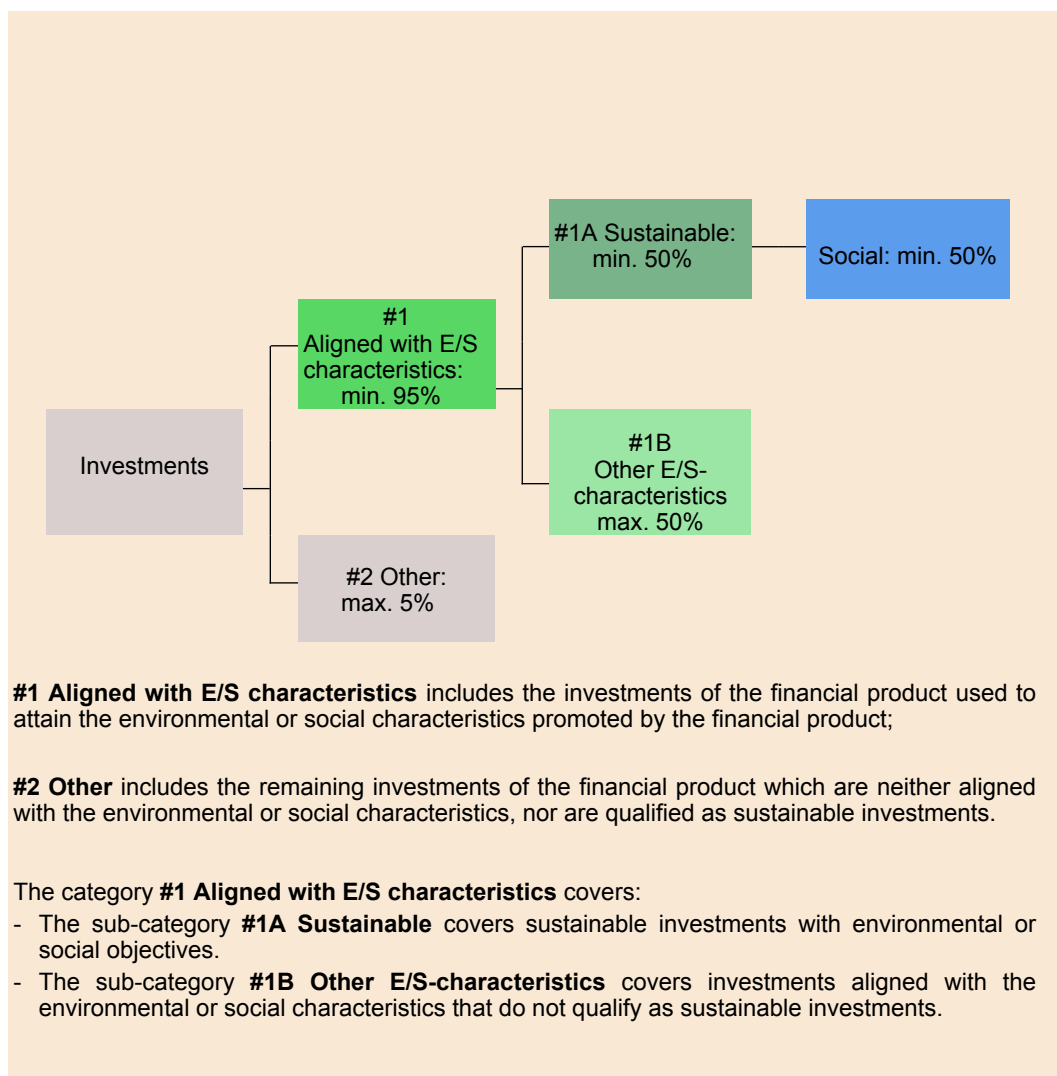 #1A Sustainable:
min. 50%
Social: min. 50%
#1
Aligned with E/S
characteristics:
min. 95%
Investments
#1B
Other E/S-
characteristics
max. 50%
#2 Other:
max. 5%
#1 Aligned with E/S characteristics includes the investments of the financial product used to
attain the environmental or social characteristics promoted by the financial product;
#2 Other includes the remaining investments of the financial product which are neither aligned
with the environmental or social characteristics, nor are qualified as sustainable investments.
The category #1 Aligned with E/S characteristics covers:
- The sub-category #1A Sustainable covers sustainable investments with environmental or
social objectives.
- The sub-category #1B Other E/S-characteristics covers investments aligned with the
environmental or social characteristics that do not qualify as sustainable investments.